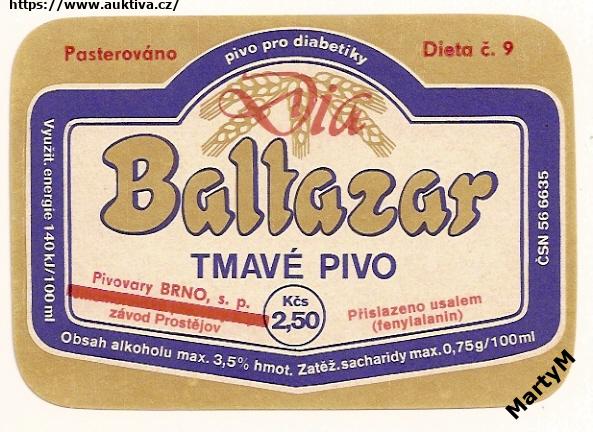 https://www.auktiva.cz/
Pasterováno
pivo pro diabetiky
Dieta č. 9
Dia
Baltazar
TMAVÉ PIVO
Využit. energie 140 kJ/100 ml
ČSN 56 6635
Pivovary BRNO, s. p.
závod Prostějov
Kčs
2,50
Přislazeno usalem
(fenylalanin)
Obsah alkoholu max. 3,5% hmot. Zatěž. sacharidy max. 0,75g/100ml
MartyM